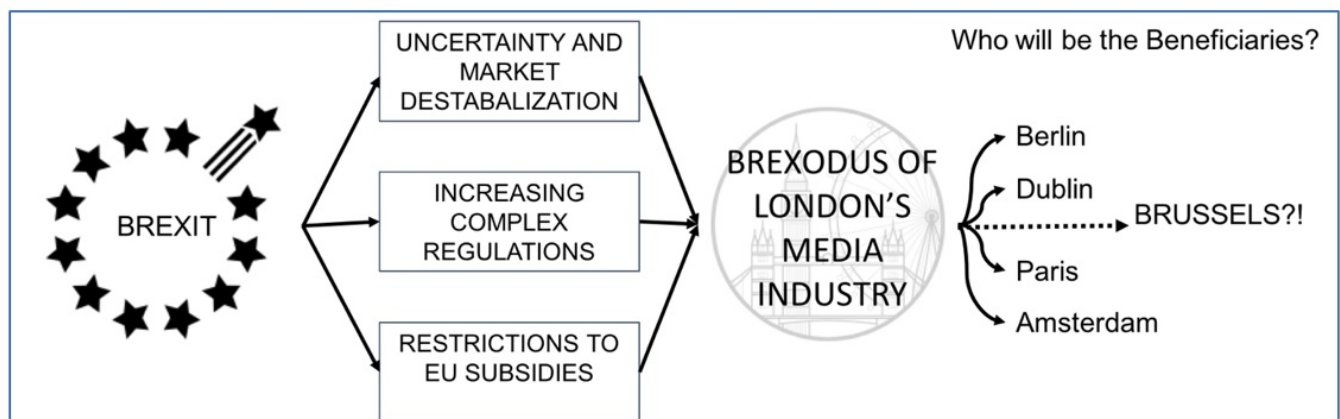 BREXIT
UNCERTAINTY AND
MARKET
DESTABALIZATION
INCREASING
COMPLEX
REGULATIONS
RESTRICTIONS TO
EU SUBSIDIES
BREXODUS OF
LONDON'S
MEDIA
INDUSTRY
Who will be the Beneficiaries?
Berlin
Dublin
BRUSSELS?!
Paris
Amsterdam